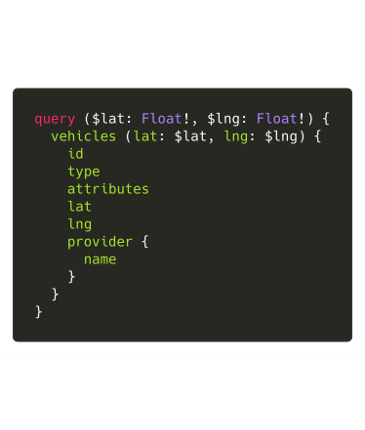 query ($lat: Float!, $lng: Float!) {
  vehicles (lat: $lat, lng: $lng) {
    id
    type
    attributes
    lat
    lng
    provider {
      name
    }
  }
}